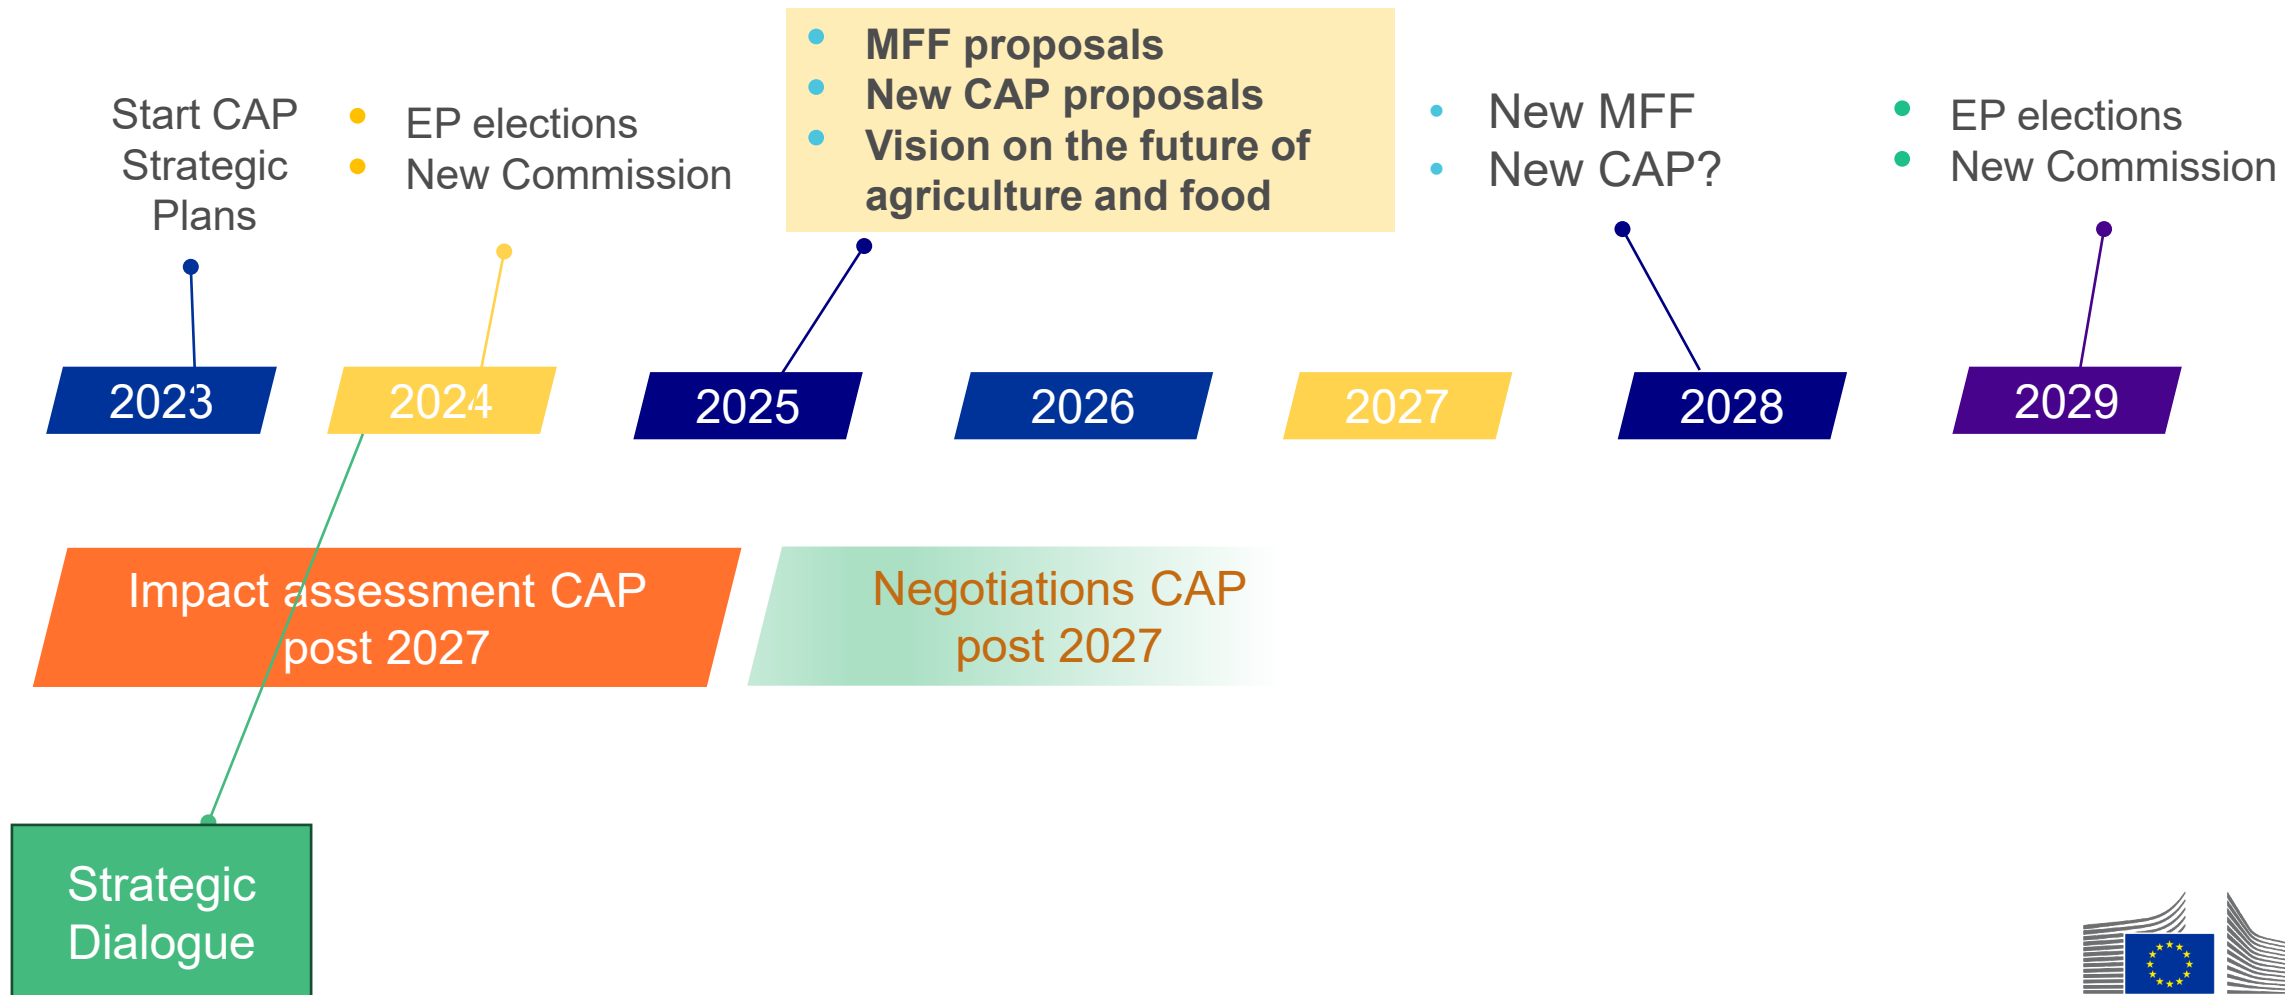 Start CAP
Strategic
Plans
EP elections
New Commission
MFF proposals
New CAP proposals
Vision on the future of
agriculture and food
New MFF
New CAP?
EP elections
New Commission
2023
2024
2025
2026
2027
2028
2029
Impact assessment CAP
post 2027
Negotiations CAP
post 2027
Strategic
Dialogue